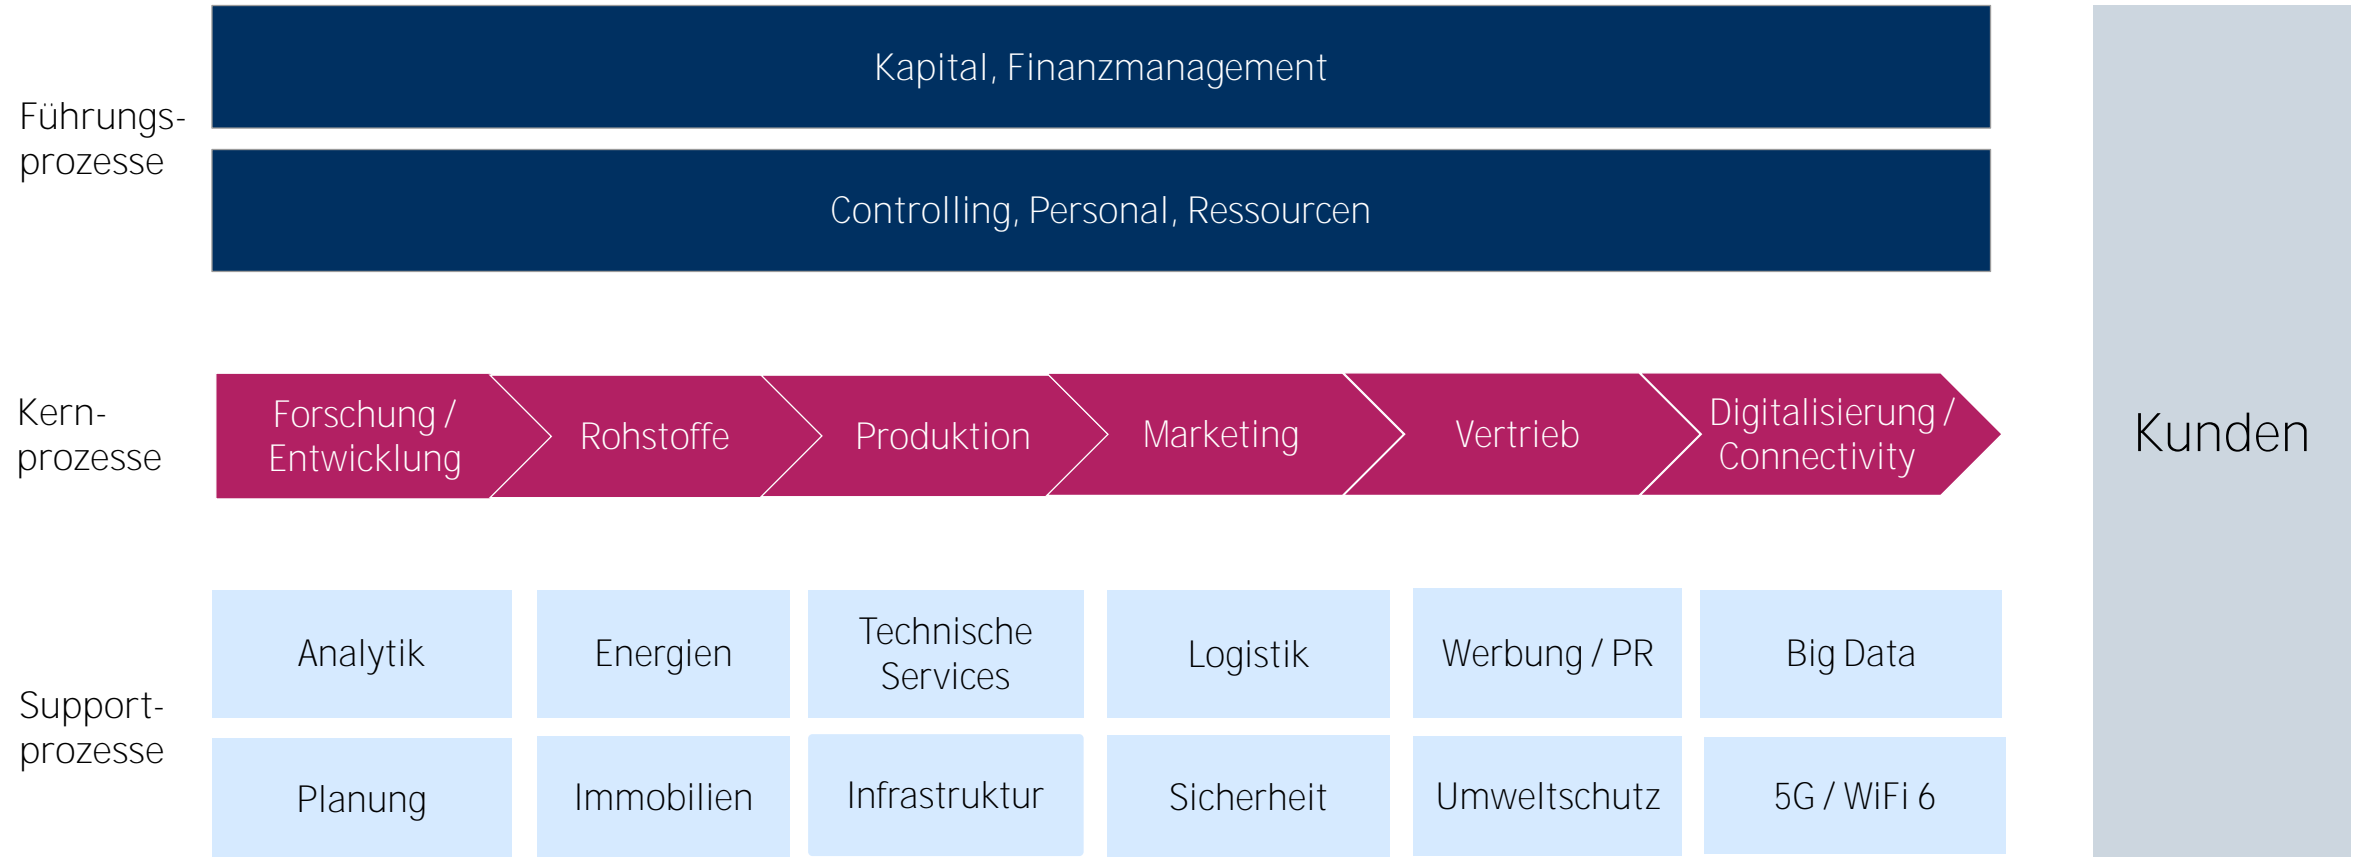 Führungs-
prozesse
Kapital, Finanzmanagement
Controlling, Personal, Ressourcen
Kern-
prozesse
Forschung /
Entwicklung
Rohstoffe
Produktion
Marketing
Vertrieb
Digitalisierung /
Connectivity
Support-
prozesse
Analytik
Energien
Technische
Services
Logistik
Werbung / PR
Big Data
Planung
Immobilien
Infrastruktur
Sicherheit
Umweltschutz
5G / WiFi 6
Kunden